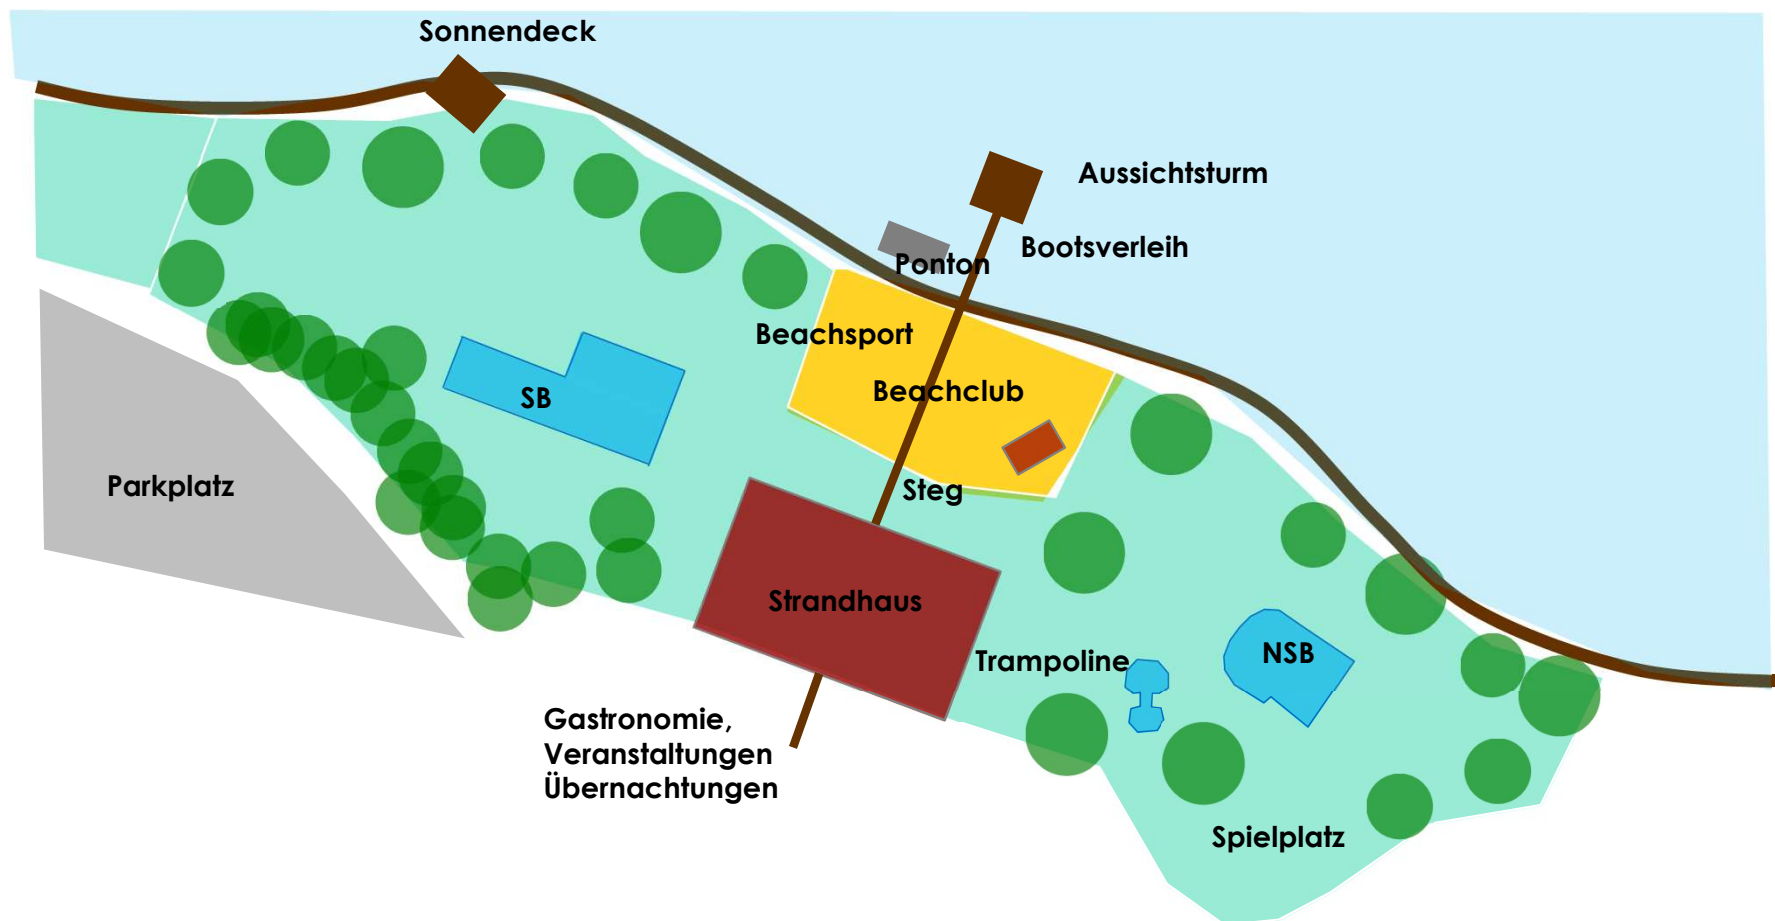 Sonnendeck
Aussichtsturm
Bootsverleih
Ponton
Beachsport
Beachclub
SB
Parkplatz
Steg
Strandhaus
Trampoline
NSB
Gastronomie,
Veranstaltungen
Übernachtungen
Spielplatz